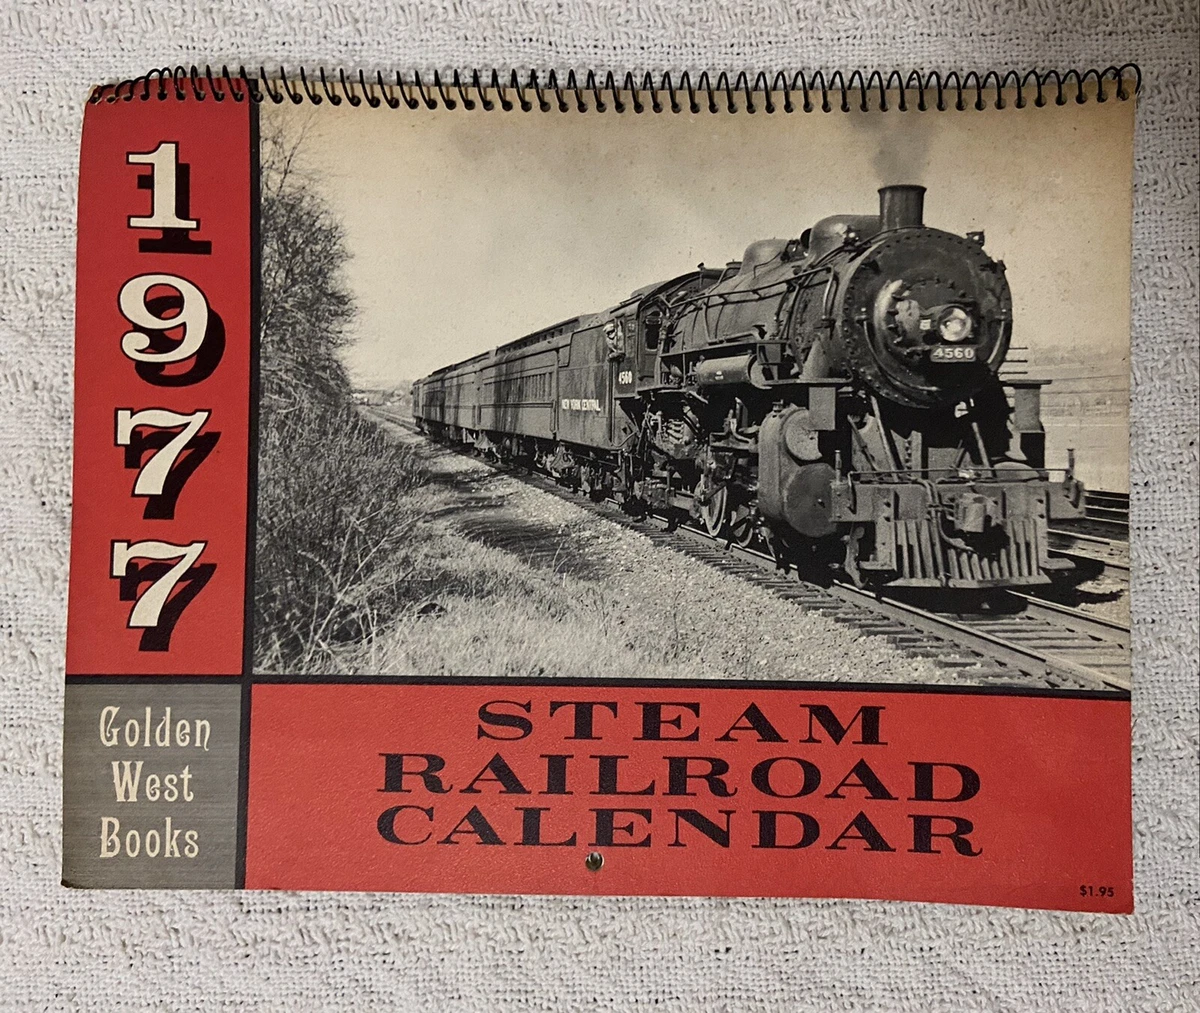 1
9
7
7
4560
4560
NEW YORK CENTRAL
Golden
West
Books
STEAM
RAILROAD
CALENDAR
$1.95